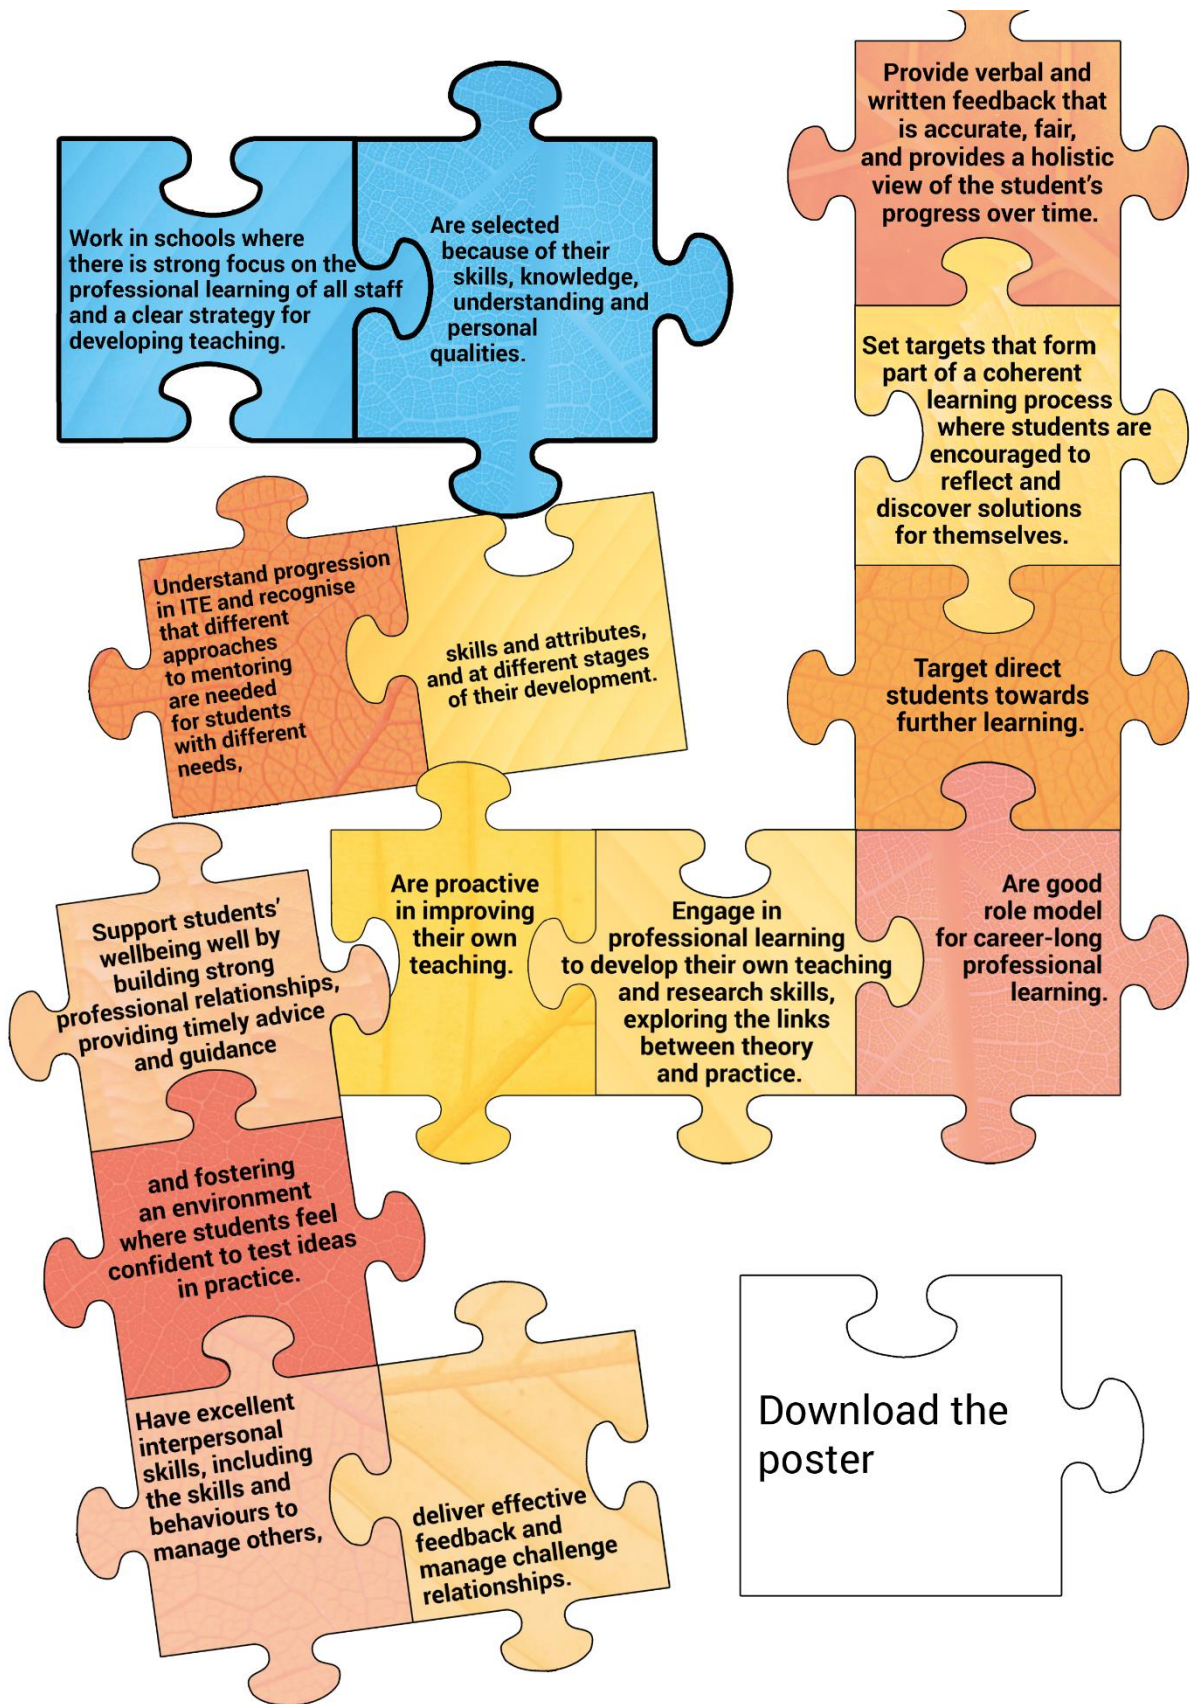 Work in schools where
there is strong focus on the
professional learning of all staff
and a clear strategy for
developing teaching.
Are selected
because of their
skills, knowledge,
understanding and
personal
qualities.
Provide verbal and
written feedback that
is accurate, fair,
and provides a holistic
view of the student’s
progress over time.
Set targets that form
part of a coherent
learning process
where students are
encouraged to
reflect and
discover solutions
for themselves.
Understand progression
in ITE and recognise
that different
approaches
to mentoring
are needed
for students
with different
needs,
skills and attributes,
and at different stages
of their development.
Target direct
students towards
further learning.
Are proactive
in improving
their own
teaching.
Engage in
professional learning
to develop their own teaching
and research skills,
exploring the links
between theory
and practice.
Are good
role model
for career-long
professional
learning.
Support students’
wellbeing well by
building strong
professional relationships,
providing timely advice
and guidance
and fostering
an environment
where students feel
confident to test ideas
in practice.
Have excellent
interpersonal
skills, including
the skills and
behaviours to
manage others,
deliver effective
feedback and
manage challenge
relationships.
Download the
poster